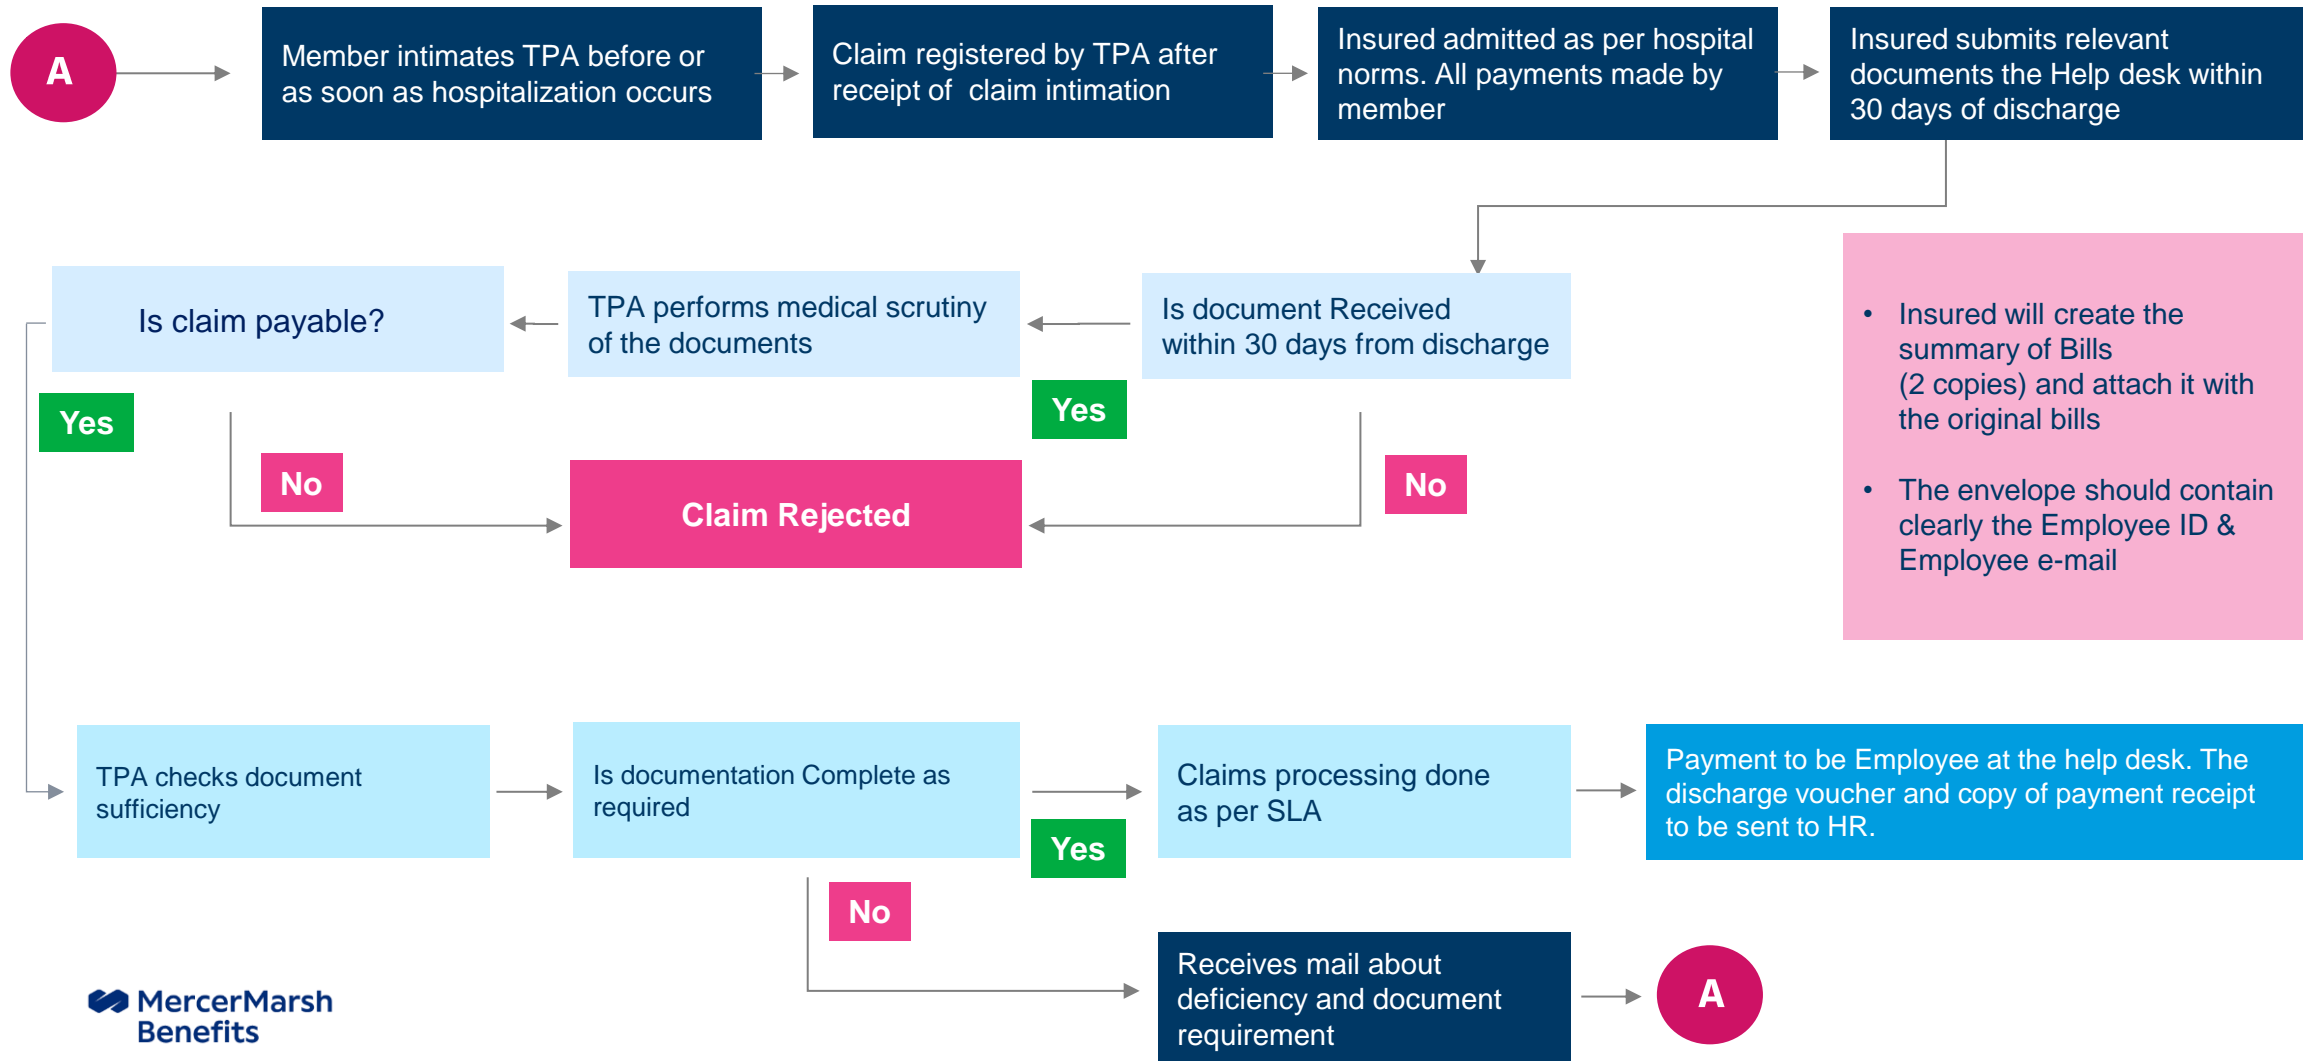 A
Member intimates TPA before or
as soon as hospitalization occurs
Claim registered by TPA after
receipt of claim intimation
Insured admitted as per hospital
norms. All payments made by
member
Insured submits relevant
documents the Help desk within
30 days of discharge
Is claim payable?
TPA performs medical scrutiny
of the documents
Is document Received
within 30 days from discharge
Yes
No
Claim Rejected
Yes
No
• Insured will create the
summary of Bills
(2 copies) and attach it with
the original bills
• The envelope should contain
clearly the Employee ID &
Employee e-mail
TPA checks document
sufficiency
Is documentation Complete as
required
Yes
No
Claims processing done
as per SLA
Payment to be Employee at the help desk. The
discharge voucher and copy of payment receipt
to be sent to HR.
Receives mail about
deficiency and document
requirement
A
MercerMarsh
Benefits